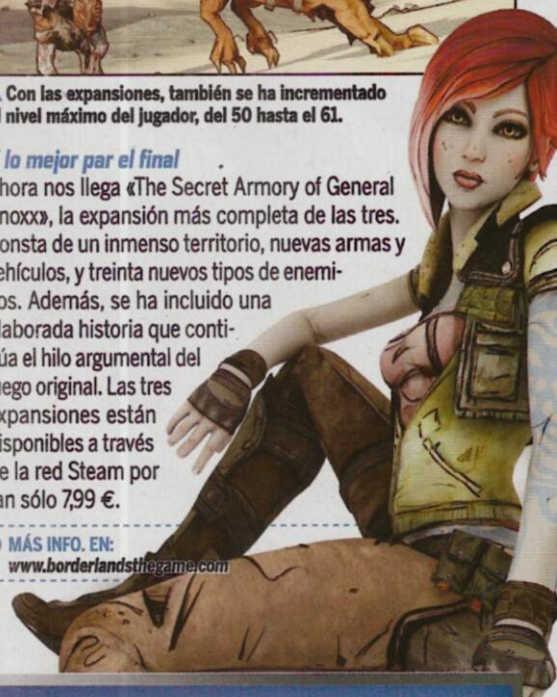 Con las expansiones, también se ha incrementado
nivel máximo del jugador, del 50 hasta el 61.
lo mejor par el final
hora nos llega «The Secret Armory of General
noxx», la expansión más completa de las tres.
onsta de un inmenso territorio, nuevas armas y
ehículos, y treinta nuevos tipos de enemi-
os. Además, se ha incluido una
laborada historia que conti-
úa el hilo argumental del
uego original. Las tres
xpansiones están
isponibles a través
e la red Steam por
an sólo 7,99 €.
MÁS INFO. EN:
www.borderlandsthegame.com